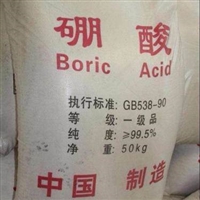 硼 酸
Boric Acid
执行标准: GB538-90
等 级: 一级品
纯 度: ≥99.5%
净 重: 50kg
中国 制造